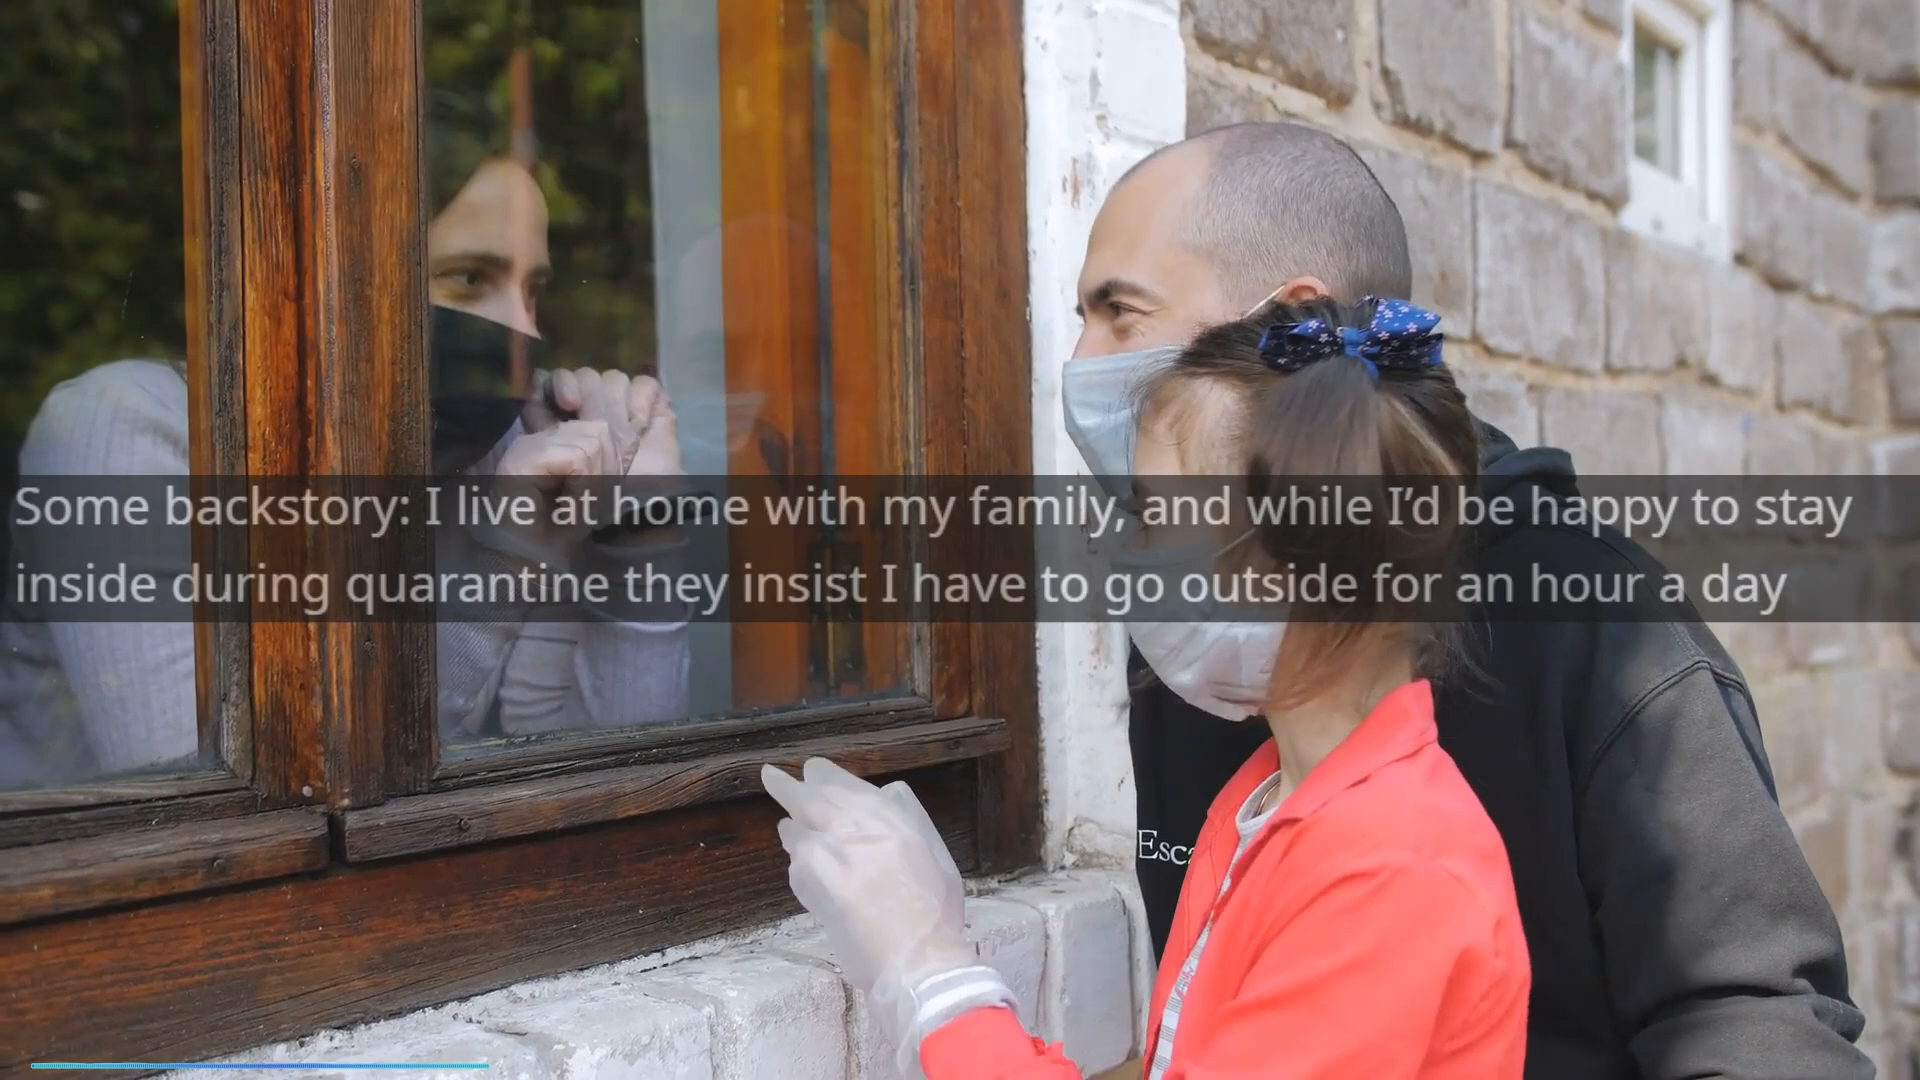 Some backstory: I live at home with my family, and while I’d be happy to stay
inside during quarantine they insist I have to go outside for an hour a day